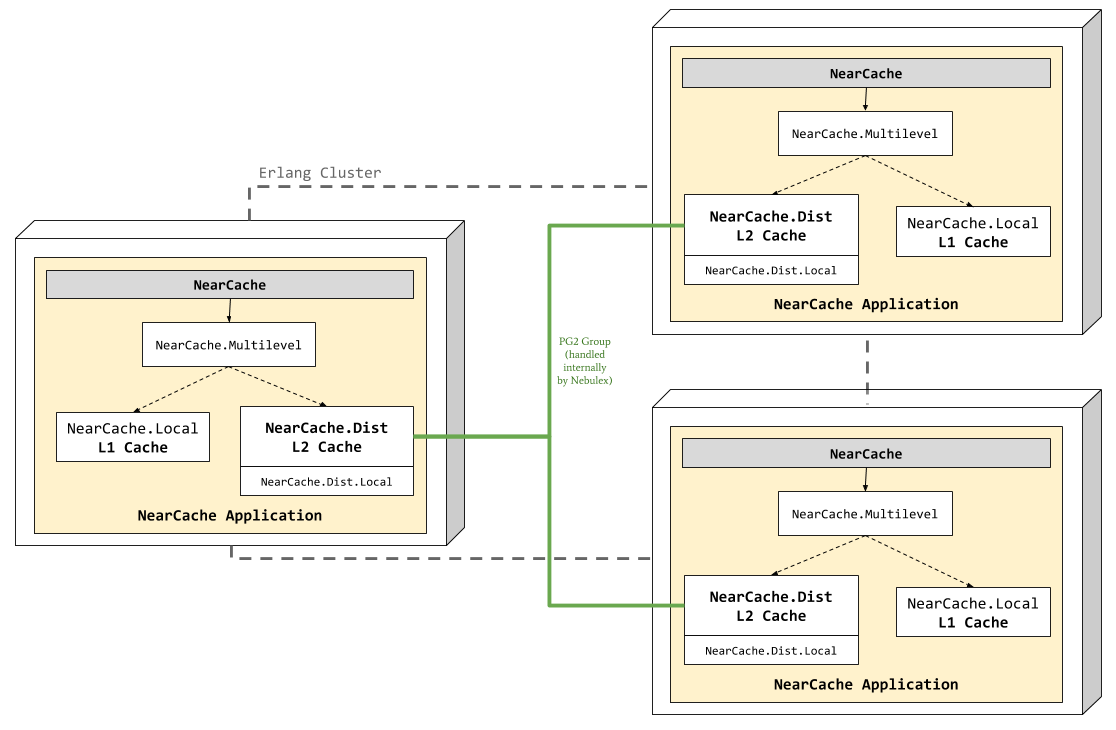 NearCache
NearCache.Multilevel
NearCache.Dist
L2 Cache
NearCache.Dist.Local
NearCache.Local
L1 Cache
NearCache Application
Erlang Cluster
NearCache
NearCache.Multilevel
NearCache.Local
L1 Cache
NearCache.Dist
L2 Cache
NearCache.Dist.Local
NearCache Application
PG2 Group
(handled
internally
by Nebulex)
NearCache
NearCache.Multilevel
NearCache.Dist
L2 Cache
NearCache.Dist.Local
NearCache.Local
L1 Cache
NearCache Application